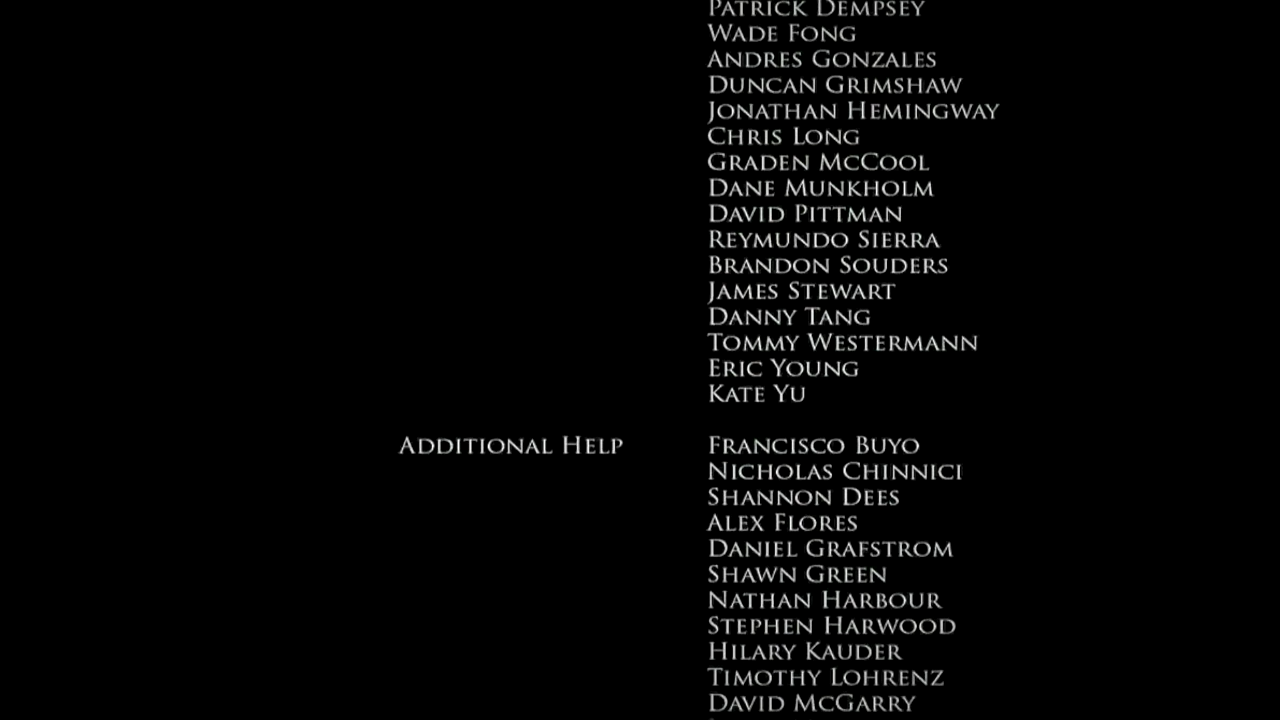 Patrick Dempsey
Wade Fong
Andres Gonzales
Duncan Grimshaw
Jonathan Hemingway
Chris Long
Graden McCool
Dane Munkholm
David Pittman
Reymundo Sierra
Brandon Souders
James Stewart
Danny Tang
Tommy Westermann
Eric Young
Kate Yu
Additional Help Francisco Buyo
Nicholas Chinnici
Shannon Dees
Alex Flores
Daniel Grafstrom
Shawn Green
Nathan Harbour
Stephen Harwood
Hilary Kauder
Timothy Lohrenz
David McGarry